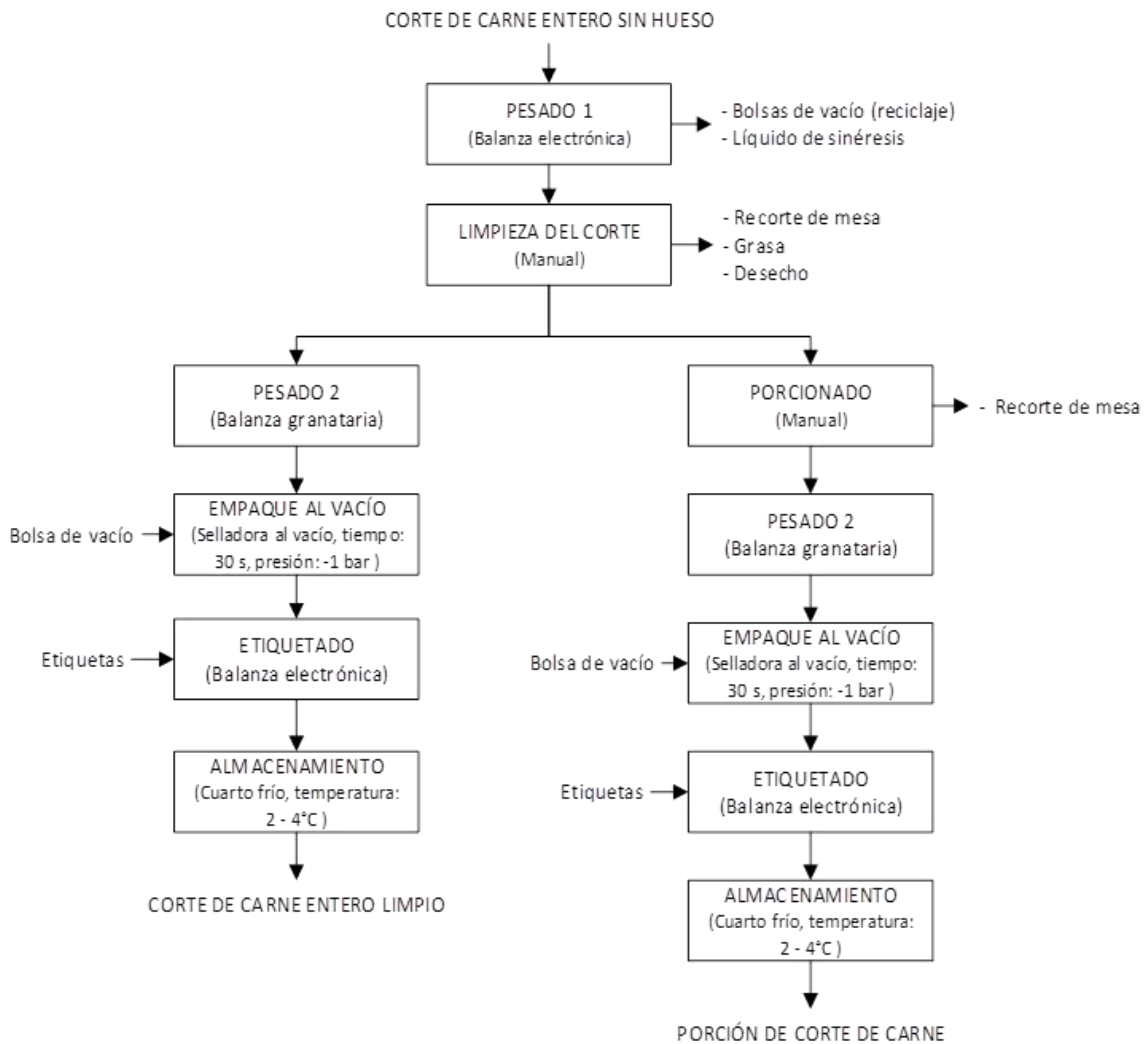 CORTE DE CARNE ENTERO SIN HUESO
PESADO 1
(Balanza electrónica)
- Bolsas de vacío (reciclaje)
- Líquido de sinéresis
LIMPIEZA DEL CORTE
(Manual)
- Recorte de mesa
- Grasa
- Desecho
PESADO 2
(Balanza granataria)
EMPAQUE AL VACÍO
(Selladora al vacío, tiempo:
30 s, presión: -1 bar )
Bolsa de vacío
ETIQUETADO
(Balanza electrónica)
Etiquetas
ALMACENAMIENTO
(Cuarto frío, temperatura:
2 - 4°C )
CORTE DE CARNE ENTERO LIMPIO
PORCIONADO
(Manual)
- Recorte de mesa
PESADO 2
(Balanza granataria)
EMPAQUE AL VACÍO
(Selladora al vacío, tiempo:
30 s, presión: -1 bar )
Bolsa de vacío
ETIQUETADO
(Balanza electrónica)
Etiquetas
ALMACENAMIENTO
(Cuarto frío, temperatura:
2 - 4°C )
PORCIÓN DE CORTE DE CARNE